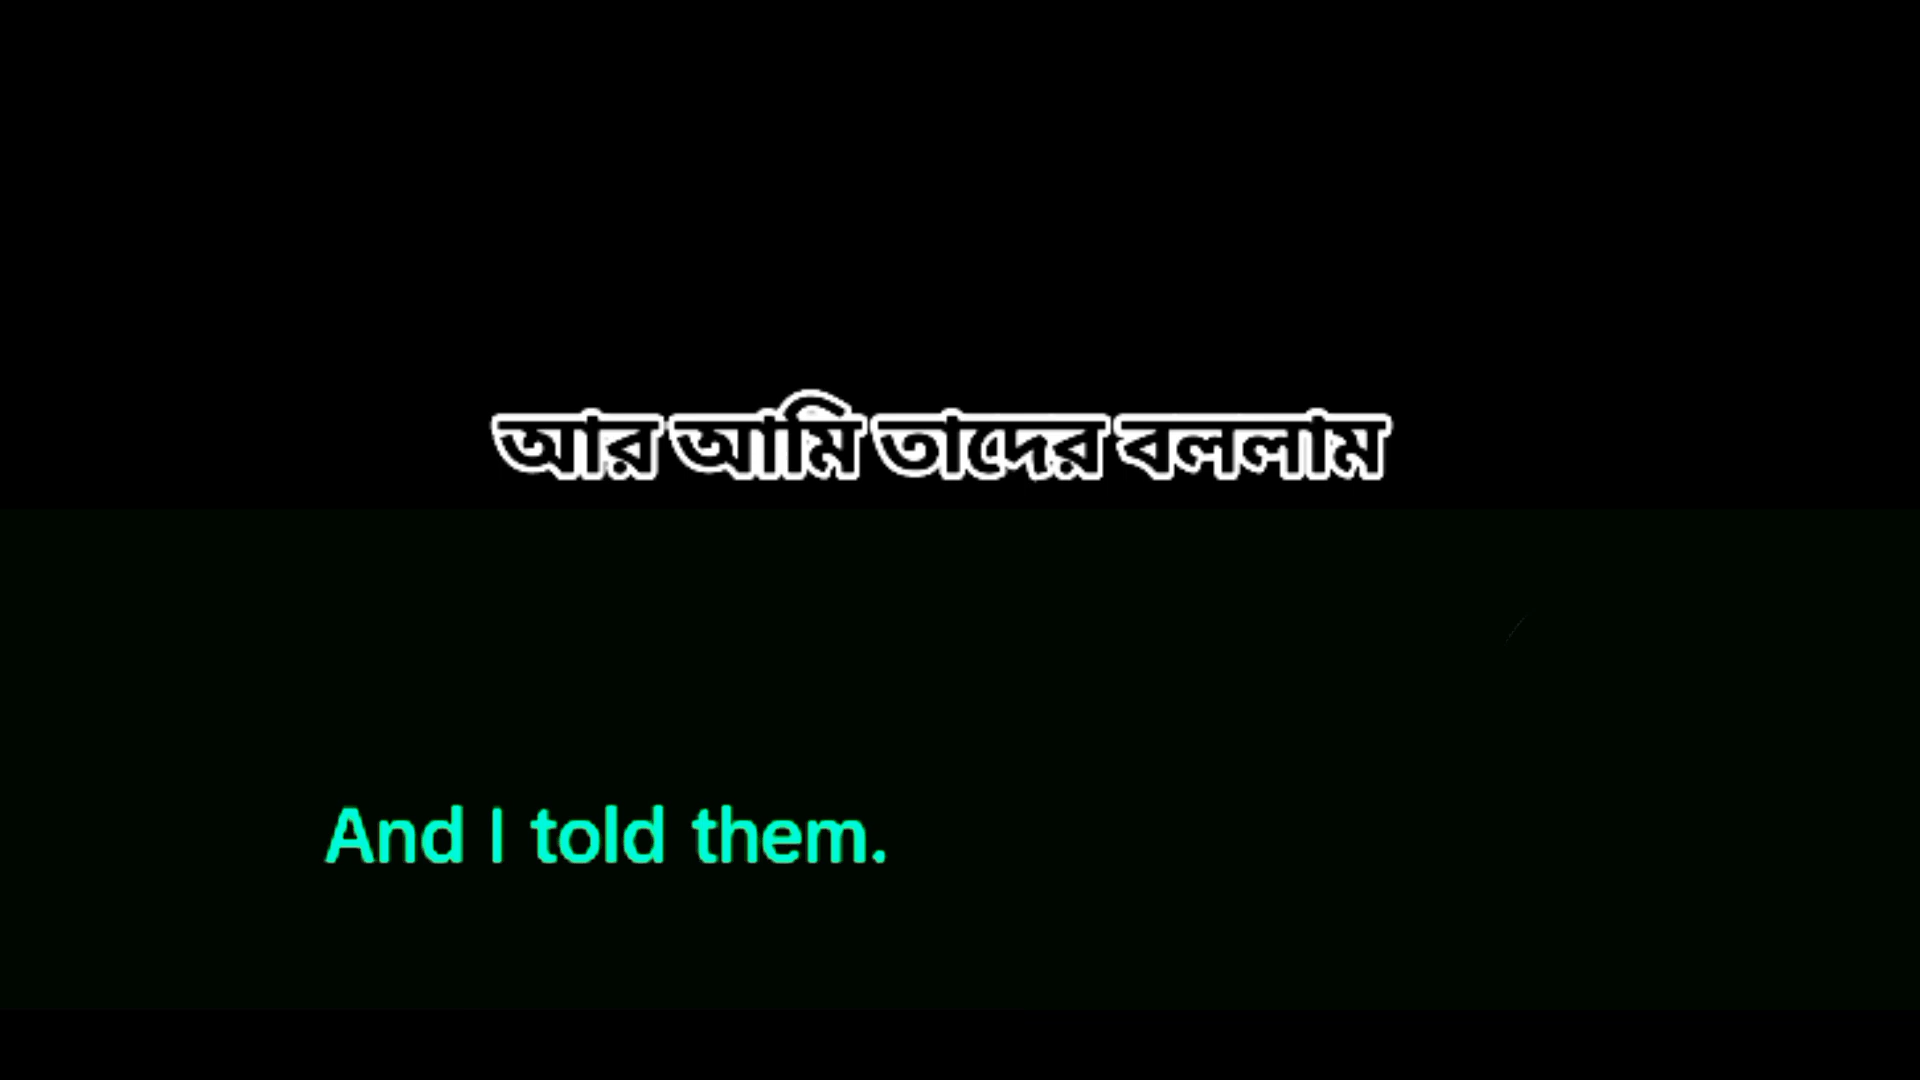 আর আমি তাদের বললাম
And I told them.